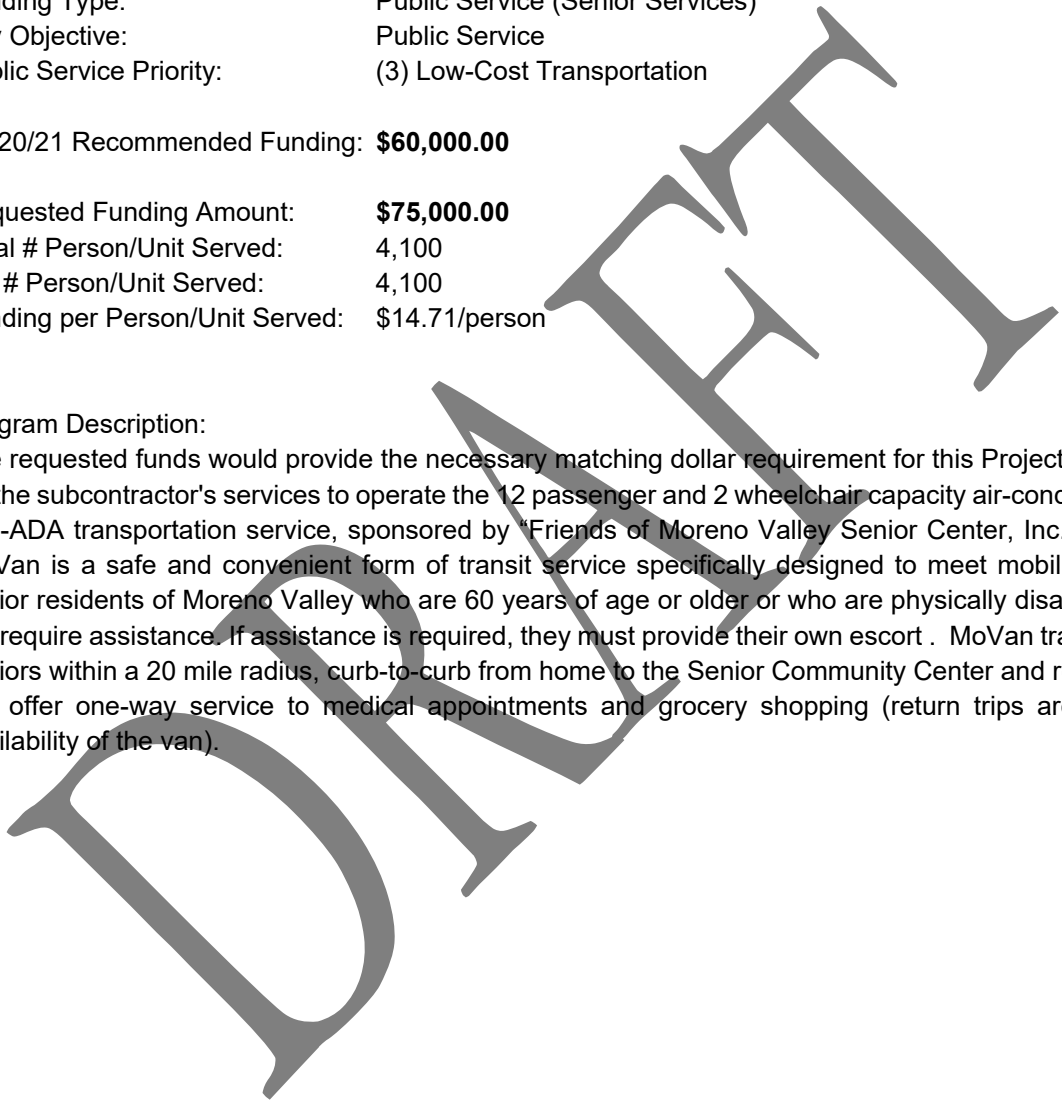 ding Type: Public Service (Senior Services)
y Objective: Public Service
lic Service Priority: (3) Low-Cost Transportation
20/21 Recommended Funding: $60,000.00
quested Funding Amount: $75,000.00
al # Person/Unit Served: 4,100
# Person/Unit Served: 4,100
ding per Person/Unit Served: $14.71/person
gram Description:
e requested funds would provide the necessary matching dollar requirement for this Project
the subcontractor's services to operate the 12 passenger and 2 wheelchair capacity air-cond
-ADA transportation service, sponsored by “Friends of Moreno Valley Senior Center, Inc.
Van is a safe and convenient form of transit service specifically designed to meet mobil
ior residents of Moreno Valley who are 60 years of age or older or who are physically disa
require assistance. If assistance is required, they must provide their own escort . MoVan tra
iors within a 20 mile radius, curb-to-curb from home to the Senior Community Center and r
offer one-way service to medical appointments and grocery shopping (return trips are
ilability of the van).
DRAFT